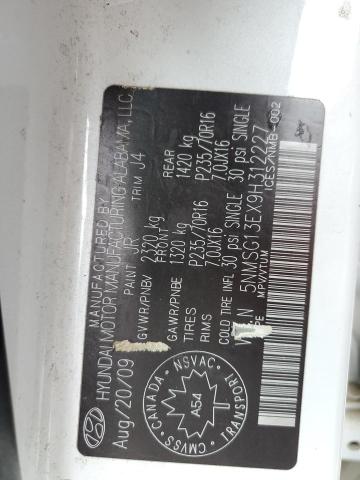 MANUFACTURED BY
HYUNDAI MOTOR MANUFACTURING ALABAMA, LLC.
Aug/20/09 PAINT JR TRIM J4
GVWR/PNBV 2320 kg
FRONT REAR
GAWR/PNBE 1320 kg 1420 kg
TIRES P235/70R16 P235/70R16
RIMS 7.0JX16 7.0JX16
COLD TIRE INFL 30 psi SINGLE 30 psi SINGLE
5NMSG13EX9H312227
TYPE MPV/VTUM ICES/NMB-002
CANADA • NSVAC •
TRANSPORT • CMVSS •
A54